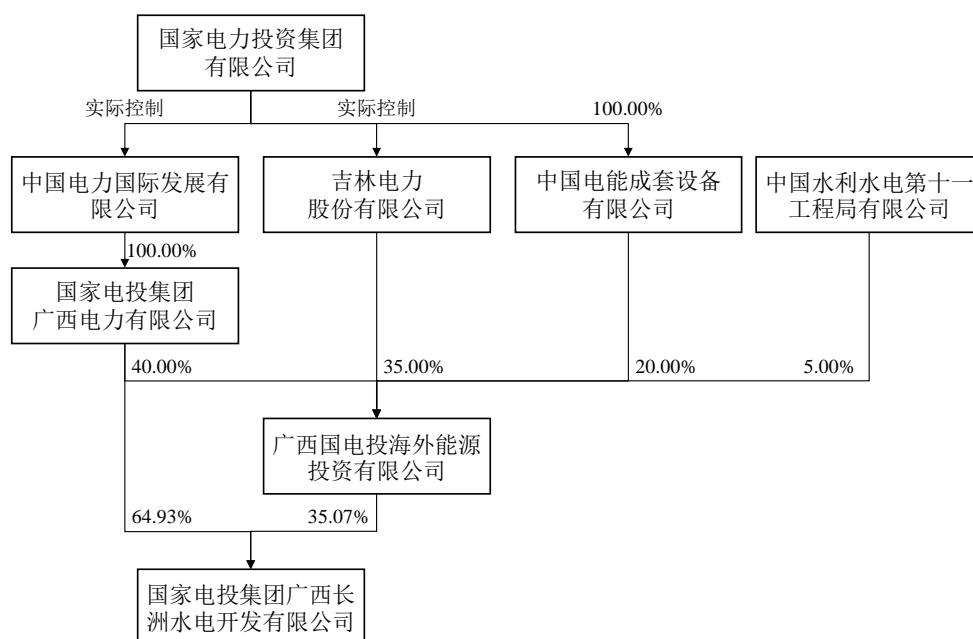 国家电力投资集团
有限公司
实际控制
实际控制
100.00%
中国电力国际发展有
限公司
吉林电力
股份有限公司
中国电能成套设备
有限公司
中国水利水电第十一
工程局有限公司
100.00%
国家电投集团
广西电力有限公司
40.00%
35.00%
20.00%
5.00%
广西国电投海外能源
投资有限公司
64.93%
35.07%
国家电投集团广西长
洲水电开发有限公司